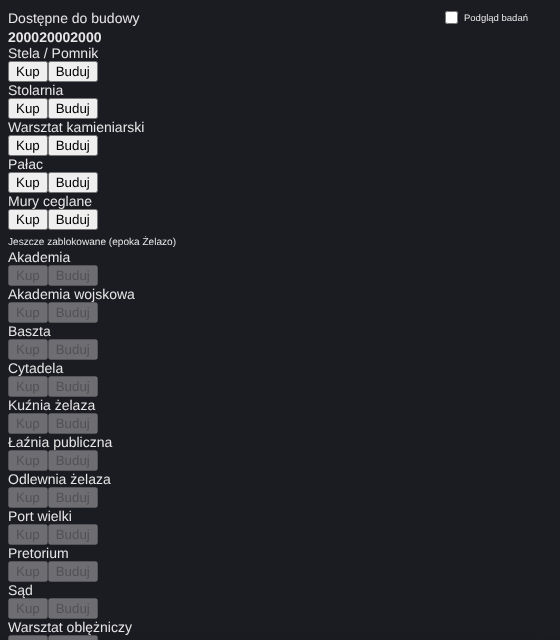 Dostępne do budowy
Podgląd badań
200020002000
Stela / Pomnik
Kup Buduj
Stolarnia
Kup Buduj
Warsztat kamieniarski
Kup Buduj
Pałac
Kup Buduj
Mury ceglane
Kup Buduj
Jeszcze zablokowane (epoka Żelazo)
Akademia
Kup Buduj
Akademia wojskowa
Kup Buduj
Baszta
Kup Buduj
Cytadela
Kup Buduj
Kuźnia żelaza
Kup Buduj
Łaźnia publiczna
Kup Buduj
Odlewnia żelaza
Kup Buduj
Port wielki
Kup Buduj
Pretorium
Kup Buduj
Sąd
Kup Buduj
Warsztat oblężniczy